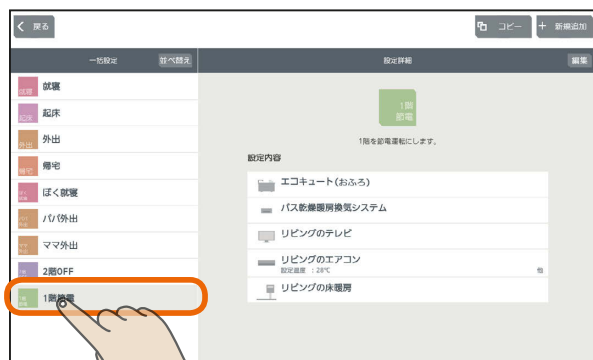 戻る
コピー
新規追加
一括設定
並べ替え
設定詳細
編集
就寝
就寝
起床
起床
外出
外出
帰宅
帰宅
ぼく就寝
パパ外出
ママ外出
2階OFF
1階節電
1階
節電
1階を節電運転にします。
設定内容
エコキュート(おふろ)
バス乾燥暖房換気システム
リビングのテレビ
リビングのエアコン
設定温度 : 28℃
他
リビングの床暖房